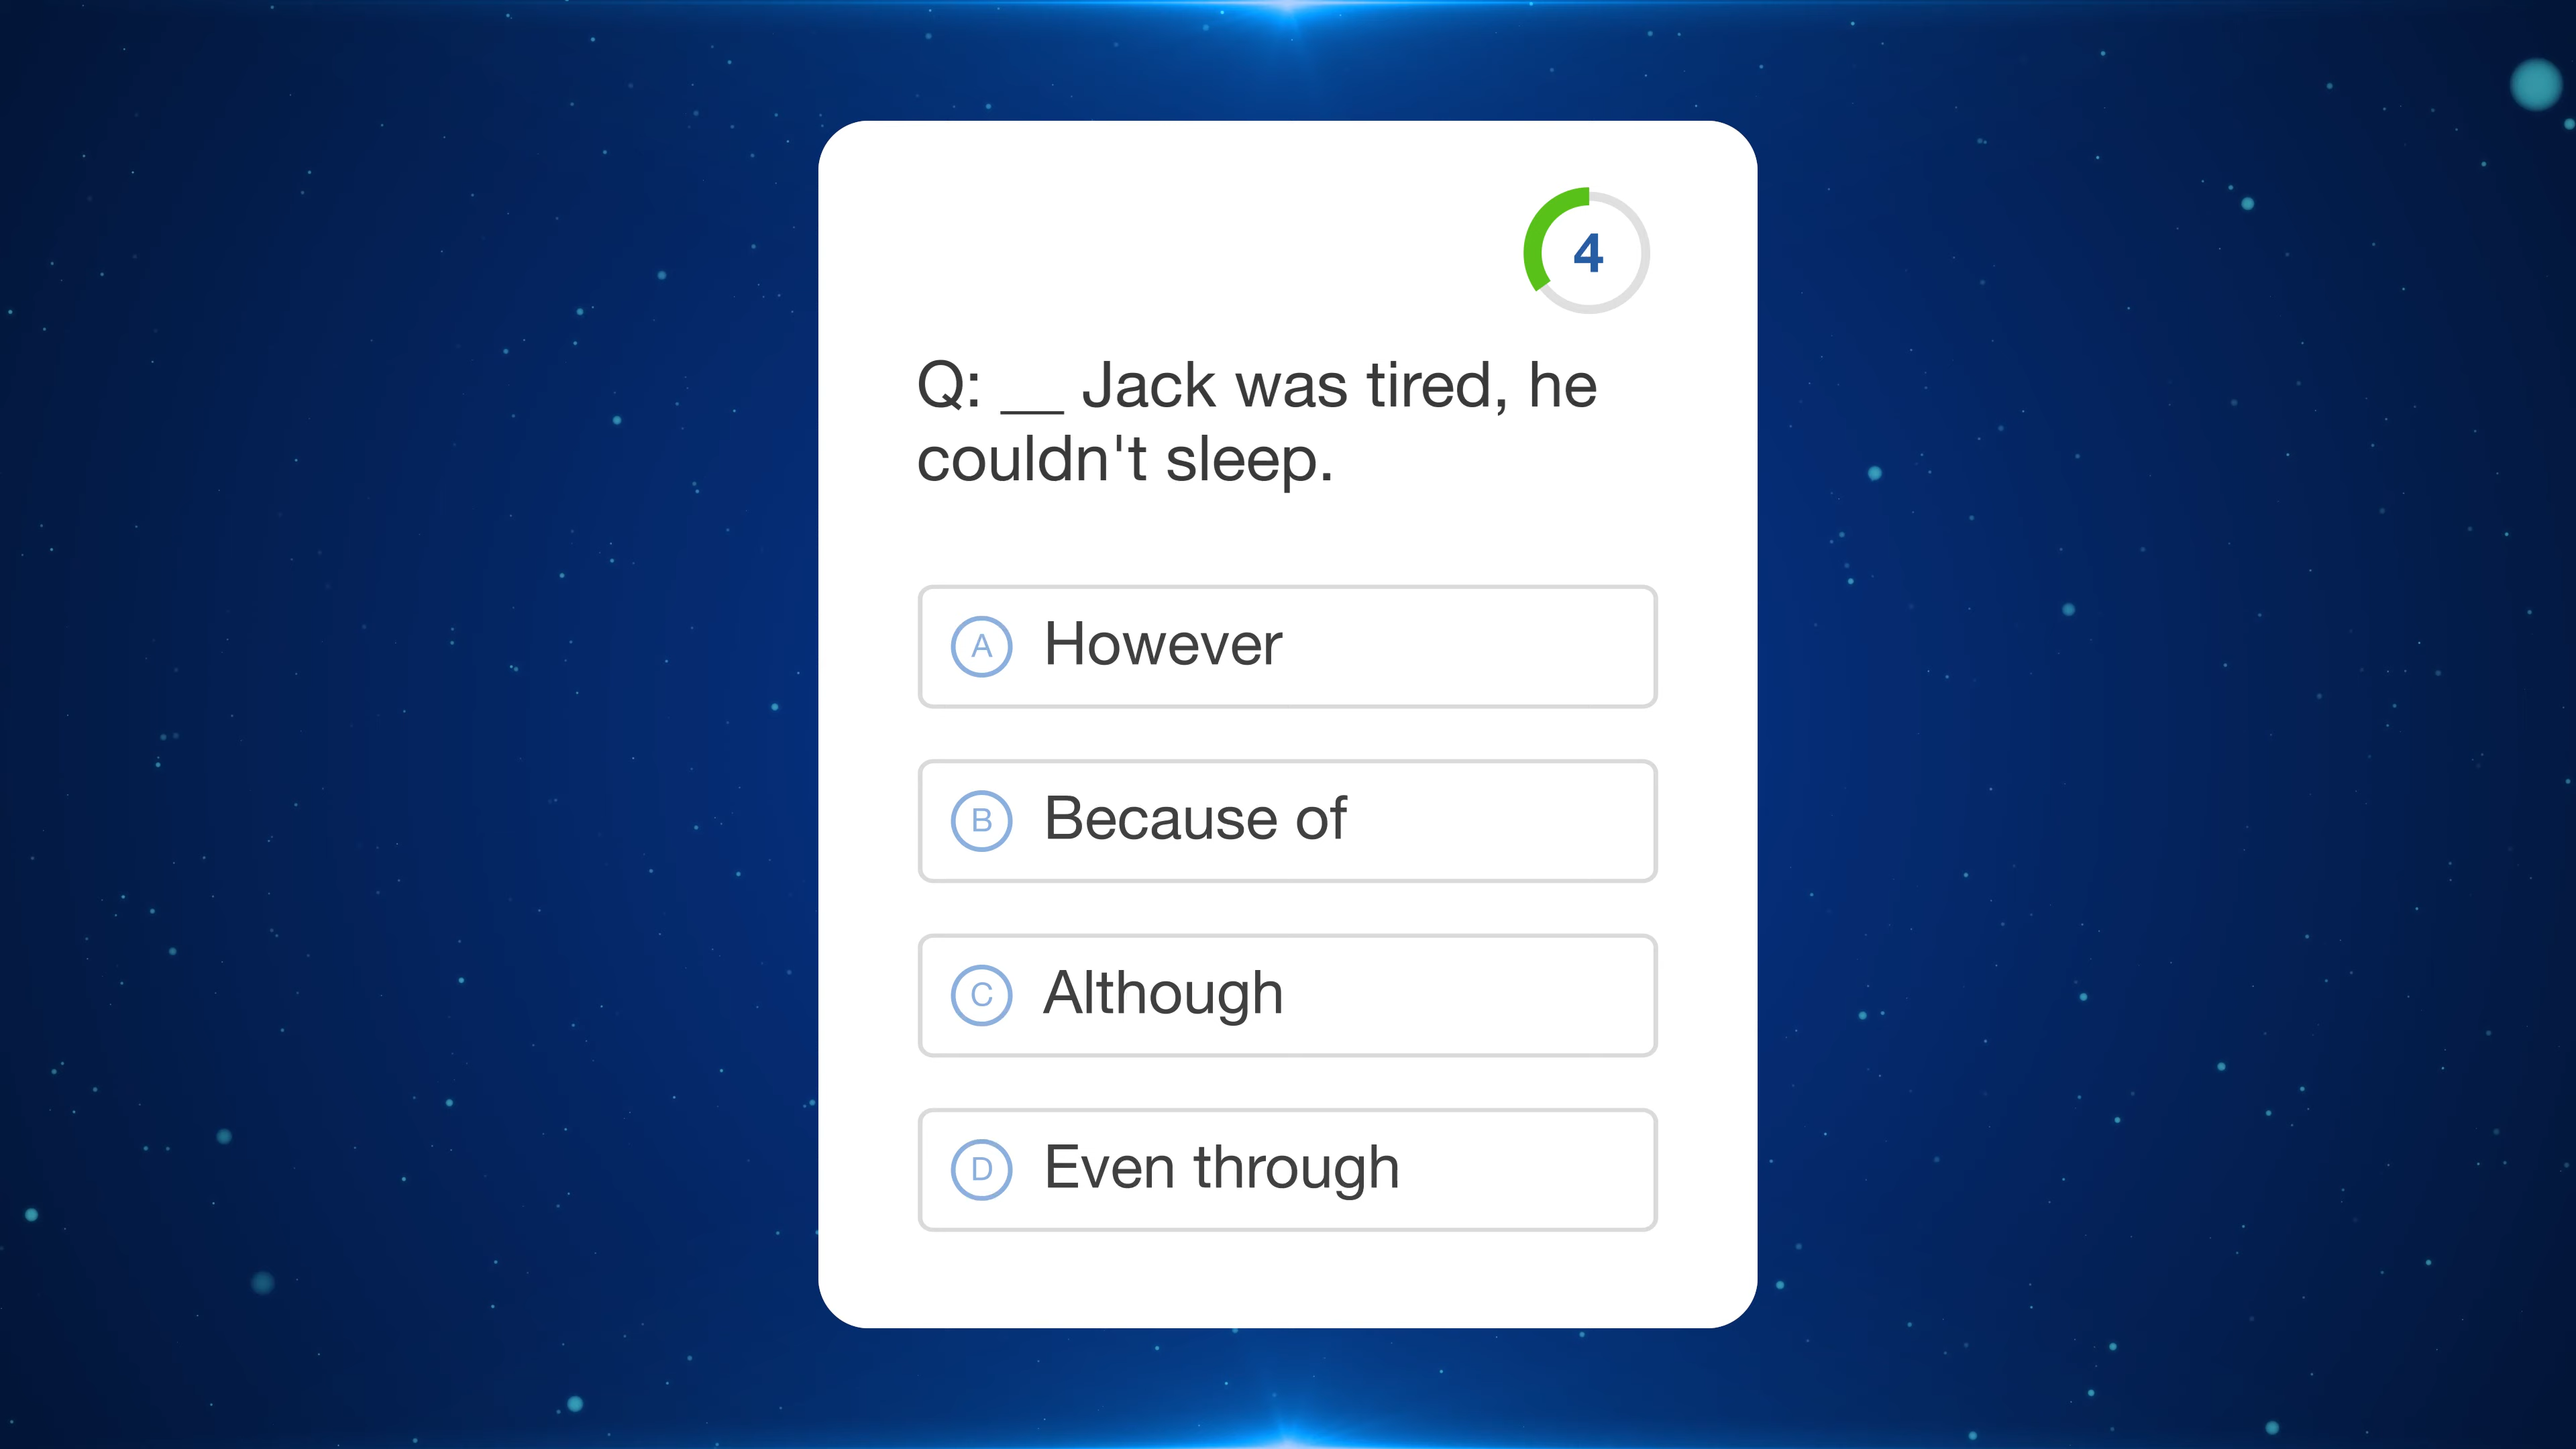 4
Q: __ Jack was tired, he
couldn't sleep.
A However
B Because of
C Although
D Even through